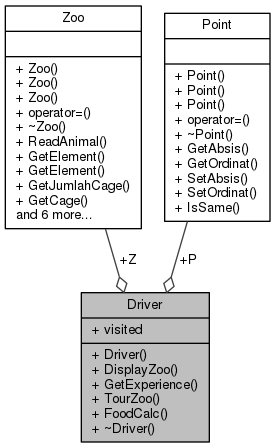 Zoo
+ Zoo()
+ Zoo()
+ Zoo()
+ operator=()
+ ~Zoo()
+ ReadAnimal()
+ GetElement()
+ GetElement()
+ GetJumlahCage()
+ GetCage()
and 6 more...
Point
+ Point()
+ Point()
+ Point()
+ operator=()
+ ~Point()
+ GetAbsis()
+ GetOrdinat()
+ SetAbsis()
+ SetOrdinat()
+ IsSame()
+Z
+P
Driver
+ visited
+ Driver()
+ DisplayZoo()
+ GetExperience()
+ TourZoo()
+ FoodCalc()
+ ~Driver()